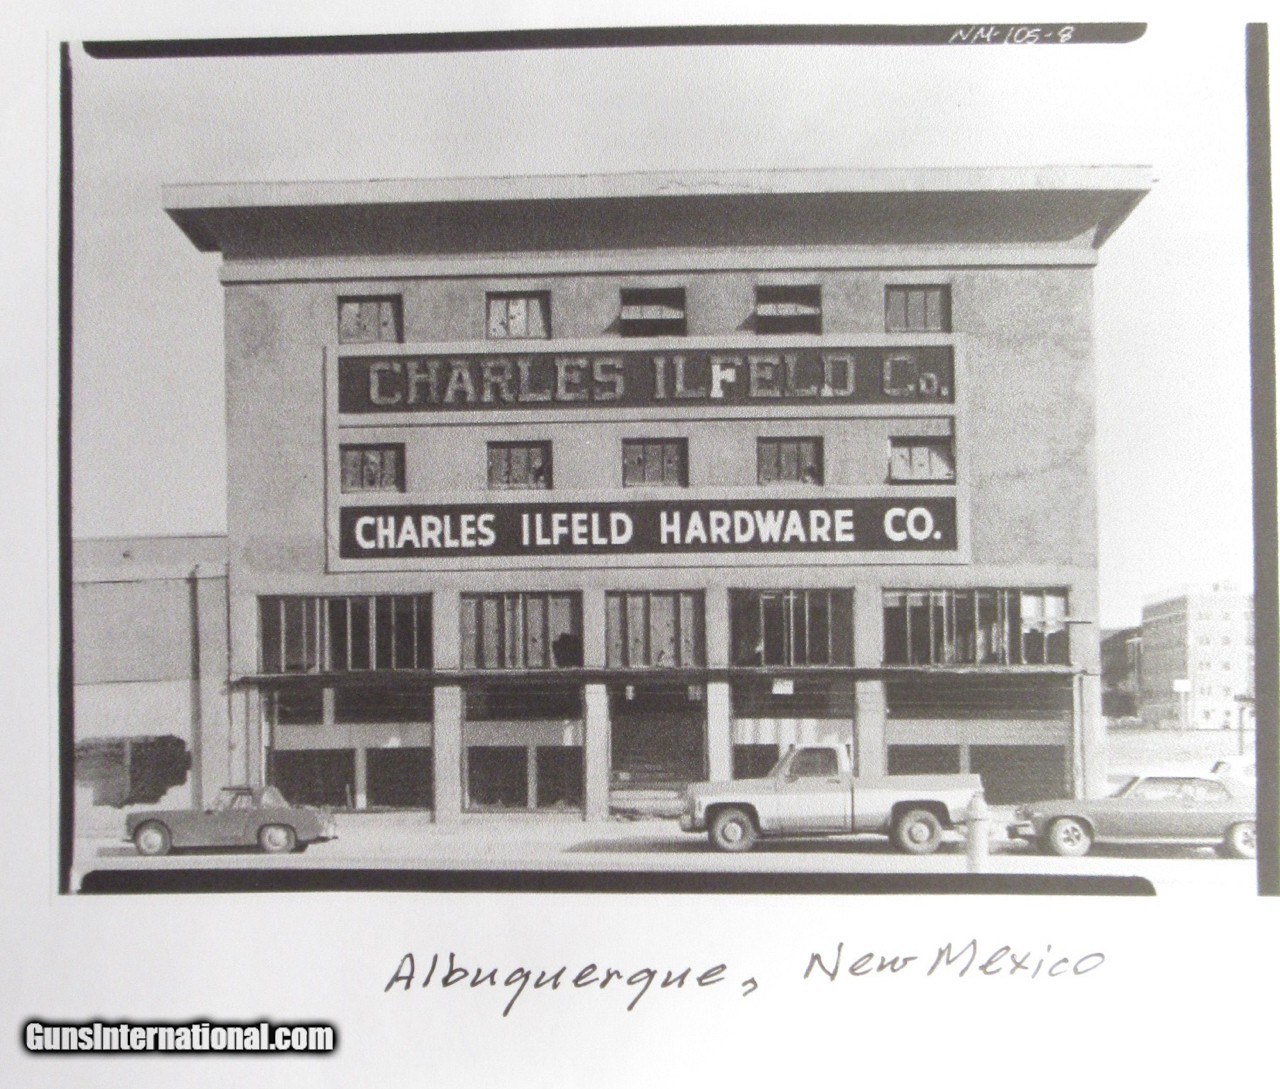 NM-105-8
CHARLES ILFELD Co.
CHARLES ILFELD HARDWARE CO.
Albuquerque, New Mexico
GunsInternational.com